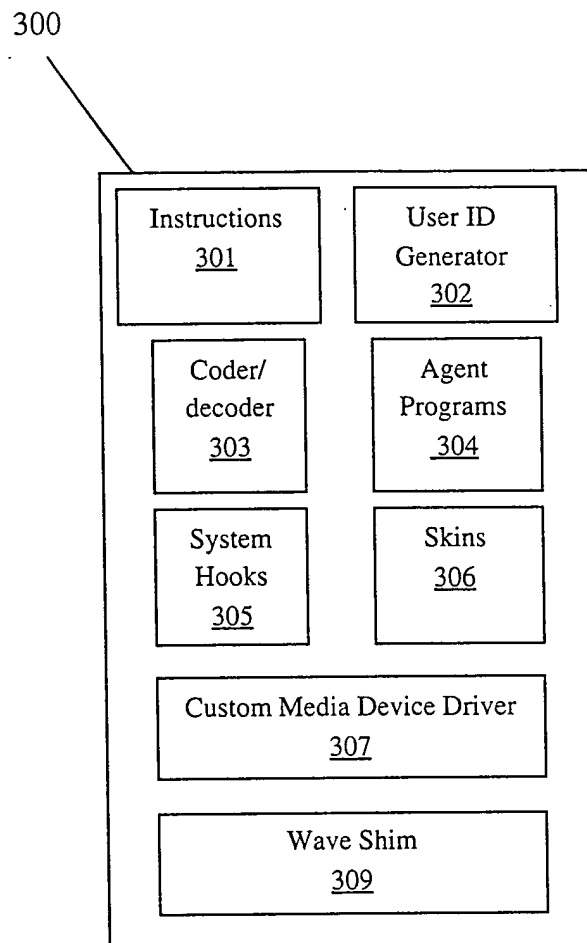 300
Instructions
301
User ID
Generator
302
Coder/
decoder
303
Agent
Programs
304
System
Hooks
305
Skins
306
Custom Media Device Driver
307
Wave Shim
309